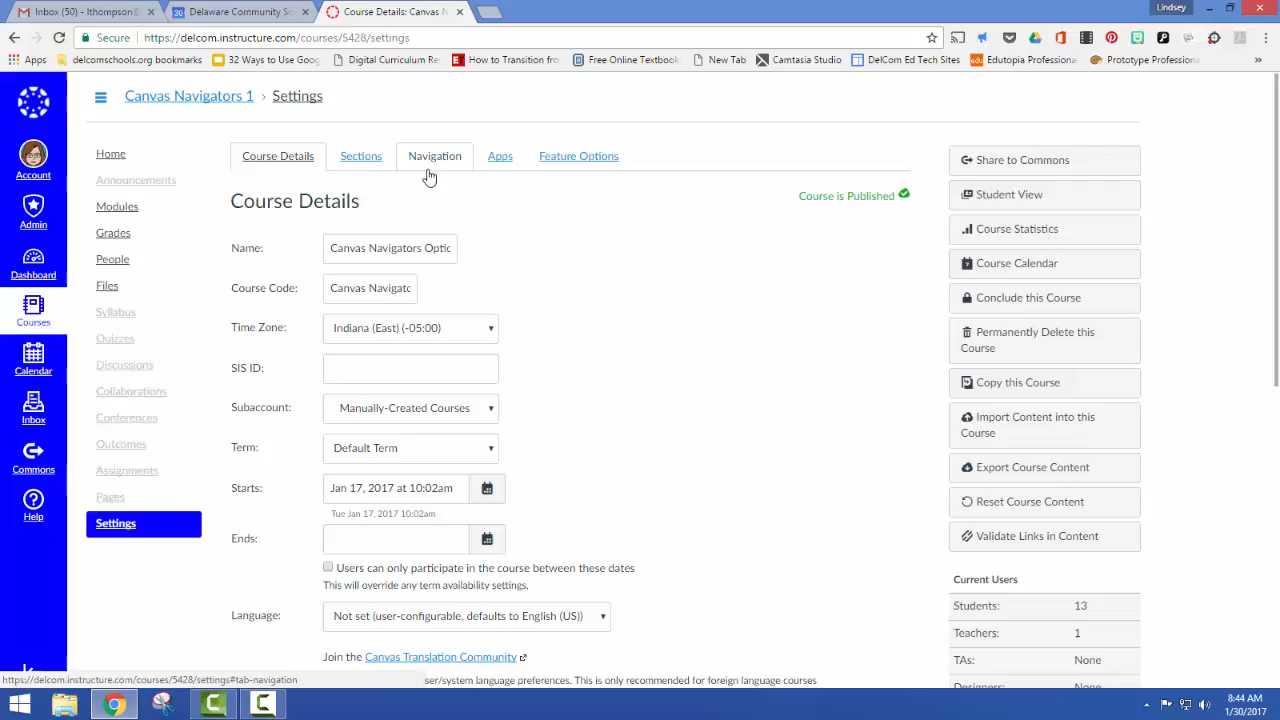 Inbox (50) - lthompson@
Delaware Community Se
Course Details: Canvas N
Lindsey
Secure
https://delcom.instructure.com/courses/5428/settings
Apps
delcomschools.org bookmarks
32 Ways to Use Goog
Digital Curriculum Re
How to Transition fro
Free Online Textbook
New Tab
Camtasia Studio
DelCom Ed Tech Sites
Edutopia Professiona
Prototype Professiona
»
Canvas Navigators 1 › Settings
Account
Admin
Dashboard
Courses
Calendar
Inbox
Commons
Help
Home
Announcements
Modules
Grades
People
Files
Syllabus
Quizzes
Discussions
Collaborations
Conferences
Outcomes
Assignments
Pages
Settings
Course Details
Sections
Navigation
Apps
Feature Options
Course Details
Course is Published
Name: Canvas Navigators Optic
Course Code: Canvas Navigato
Time Zone: Indiana (East) (-05:00)
SIS ID:
Subaccount: Manually-Created Courses
Term: Default Term
Starts: Jan 17, 2017 at 10:02am
Tue Jan 17, 2017 10:02am
Ends:
Users can only participate in the course between these dates
This will override any term availability settings.
Language: Not set (user-configurable, defaults to English (US))
Join the Canvas Translation Community
ser/system language preferences. This is only recommended for foreign language courses
Share to Commons
Student View
Course Statistics
Course Calendar
Conclude this Course
Permanently Delete this
Course
Copy this Course
Import Content into this
Course
Export Course Content
Reset Course Content
Validate Links in Content
Current Users
Students: 13
Teachers: 1
TAs: None
Designers: None
https://delcom.instructure.com/courses/5428/settings#tab-navigation
8:44 AM
1/30/2017